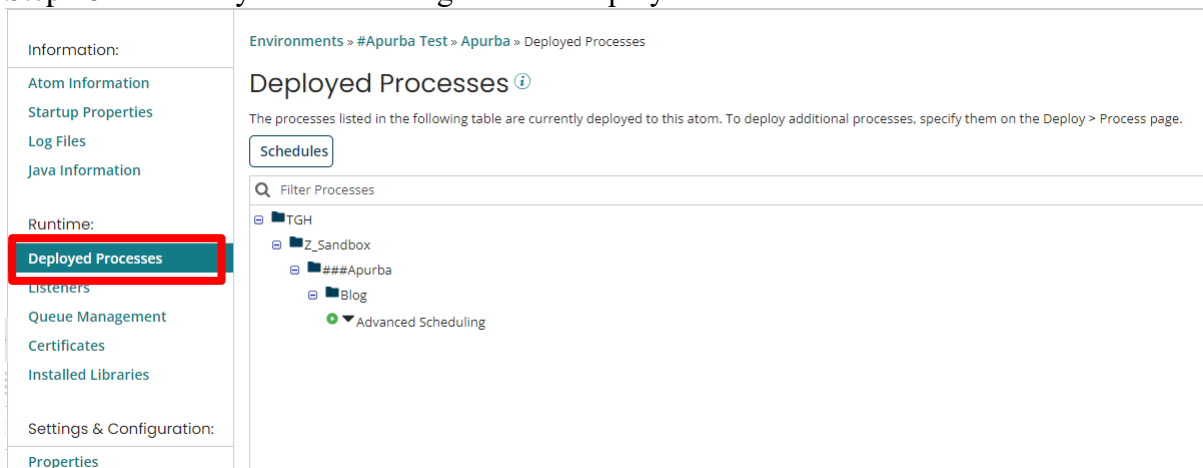 Information:
Atom Information
Startup Properties
Log Files
Java Information
Runtime:
Deployed Processes
Listeners
Queue Management
Certificates
Installed Libraries
Settings & Configuration:
Properties
Environments » #Apurba Test » Apurba » Deployed Processes
Deployed Processes
The processes listed in the following table are currently deployed to this atom. To deploy additional processes, specify them on the Deploy > Process page.
Schedules
Filter Processes
TGH
Z_Sandbox
###Apurba
Blog
Advanced Scheduling